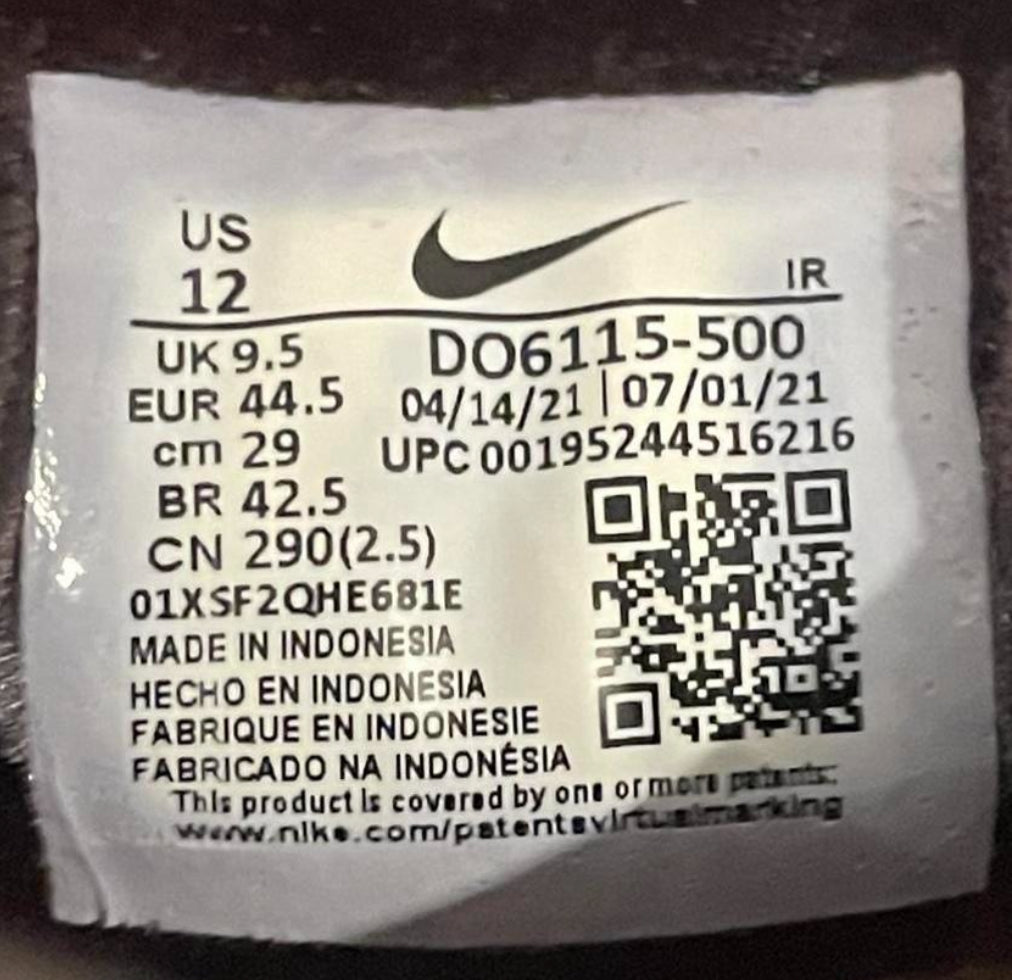 US
12
IR
UK 9.5
DO6115-500
EUR 44.5
04/14/21 | 07/01/21
cm 29
UPC 00195244516216
BR 42.5
CN 290(2.5)
01XSF2QHE681E
MADE IN INDONESIA
HECHO EN INDONESIA
FABRIQUE EN INDONESIE
FABRICADO NA INDONÉSIA
This product is covered by one or more patents:
www.nike.com/patentsvirtualmarking